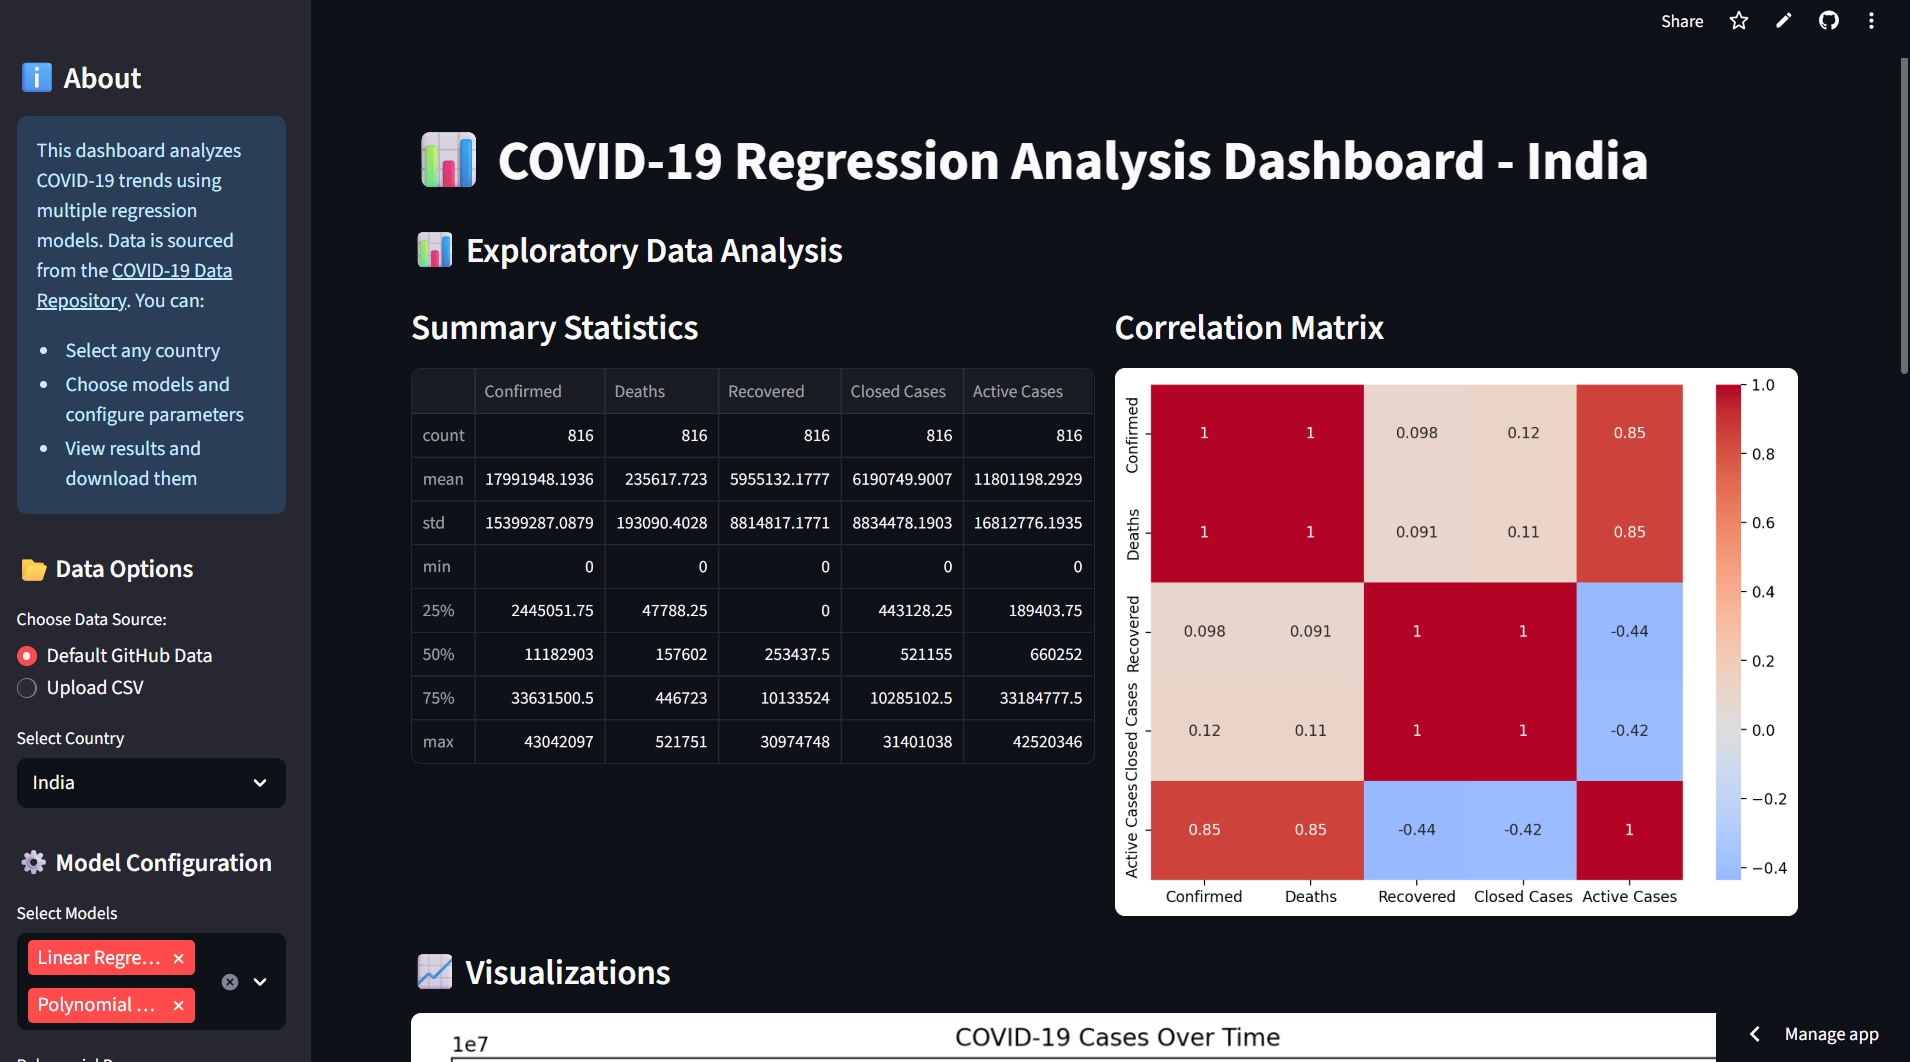 Share
About
This dashboard analyzes
COVID-19 trends using
multiple regression
models. Data is sourced
from the COVID-19 Data
Repository. You can:
Select any country
Choose models and
configure parameters
View results and
download them
Data Options
Choose Data Source:
Default GitHub Data
Upload CSV
Select Country
India
Model Configuration
Select Models
Linear Regre...
Polynomial ...
COVID-19 Regression Analysis Dashboard - India
Exploratory Data Analysis
Summary Statistics
Confirmed Deaths Recovered Closed Cases Active Cases
count 816 816 816 816 816
mean 17991948.1936 235617.723 5955132.1777 6190749.9007 11801198.2929
std 15399287.0879 193090.4028 8814817.1771 8834478.1903 16812776.1935
min 0 0 0 0 0
25% 2445051.75 47788.25 0 443128.25 189403.75
50% 11182903 157602 253437.5 521155 660252
75% 33631500.5 446723 10133524 10285102.5 33184777.5
max 43042097 521751 30974748 31401038 42520346
Correlation Matrix
Confirmed 1 1 0.098 0.12 0.85
Deaths 1 1 0.091 0.11 0.85
Recovered 0.098 0.091 1 1 -0.44
Closed Cases 0.12 0.11 1 1 -0.42
Active Cases 0.85 0.85 -0.44 -0.42 1
Confirmed Deaths Recovered Closed Cases Active Cases
1.0
0.8
0.6
0.4
0.2
0.0
−0.2
−0.4
Visualizations
1e7
COVID-19 Cases Over Time
Manage app